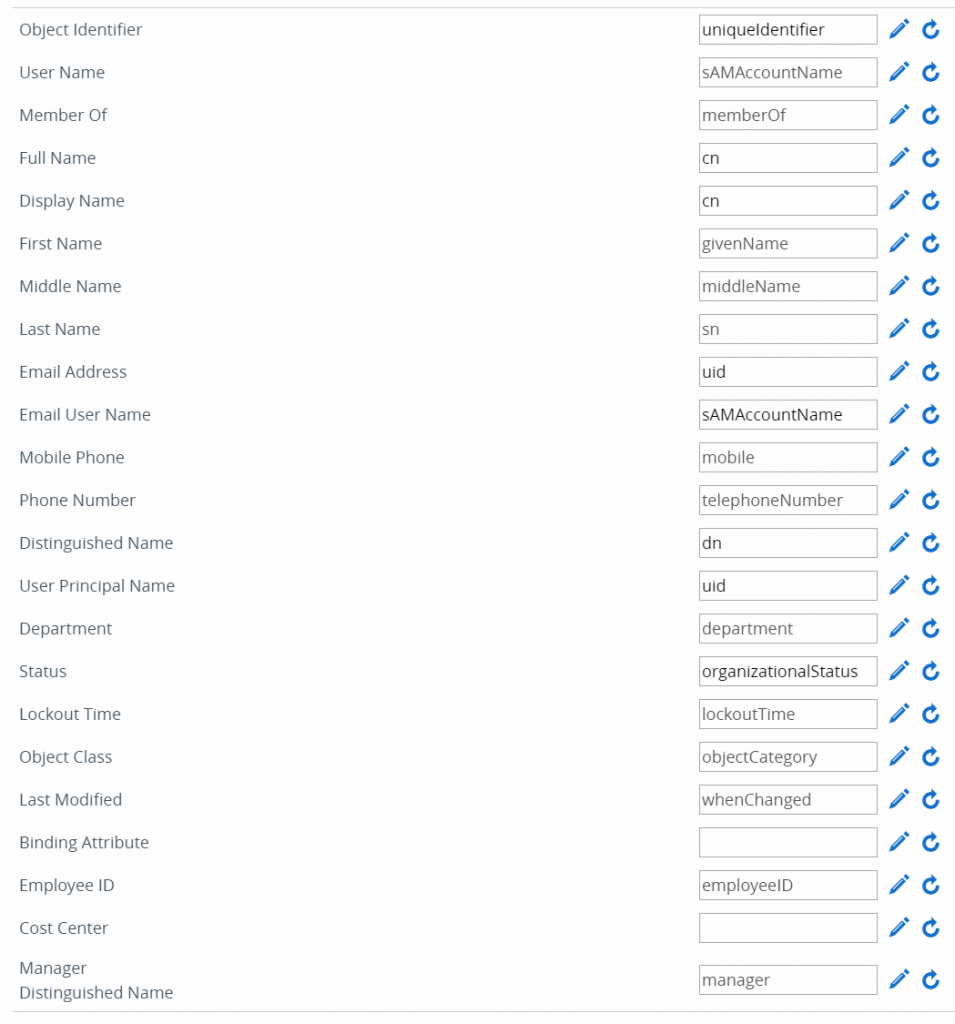 Object Identifier uniqueIdentifier
User Name sAMAccountName
Member Of memberOf
Full Name cn
Display Name cn
First Name givenName
Middle Name middleName
Last Name sn
Email Address uid
Email User Name sAMAccountName
Mobile Phone mobile
Phone Number telephoneNumber
Distinguished Name dn
User Principal Name uid
Department department
Status organizationalStatus
Lockout Time lockoutTime
Object Class objectCategory
Last Modified whenChanged
Binding Attribute
Employee ID employeeID
Cost Center
Manager
Distinguished Name manager